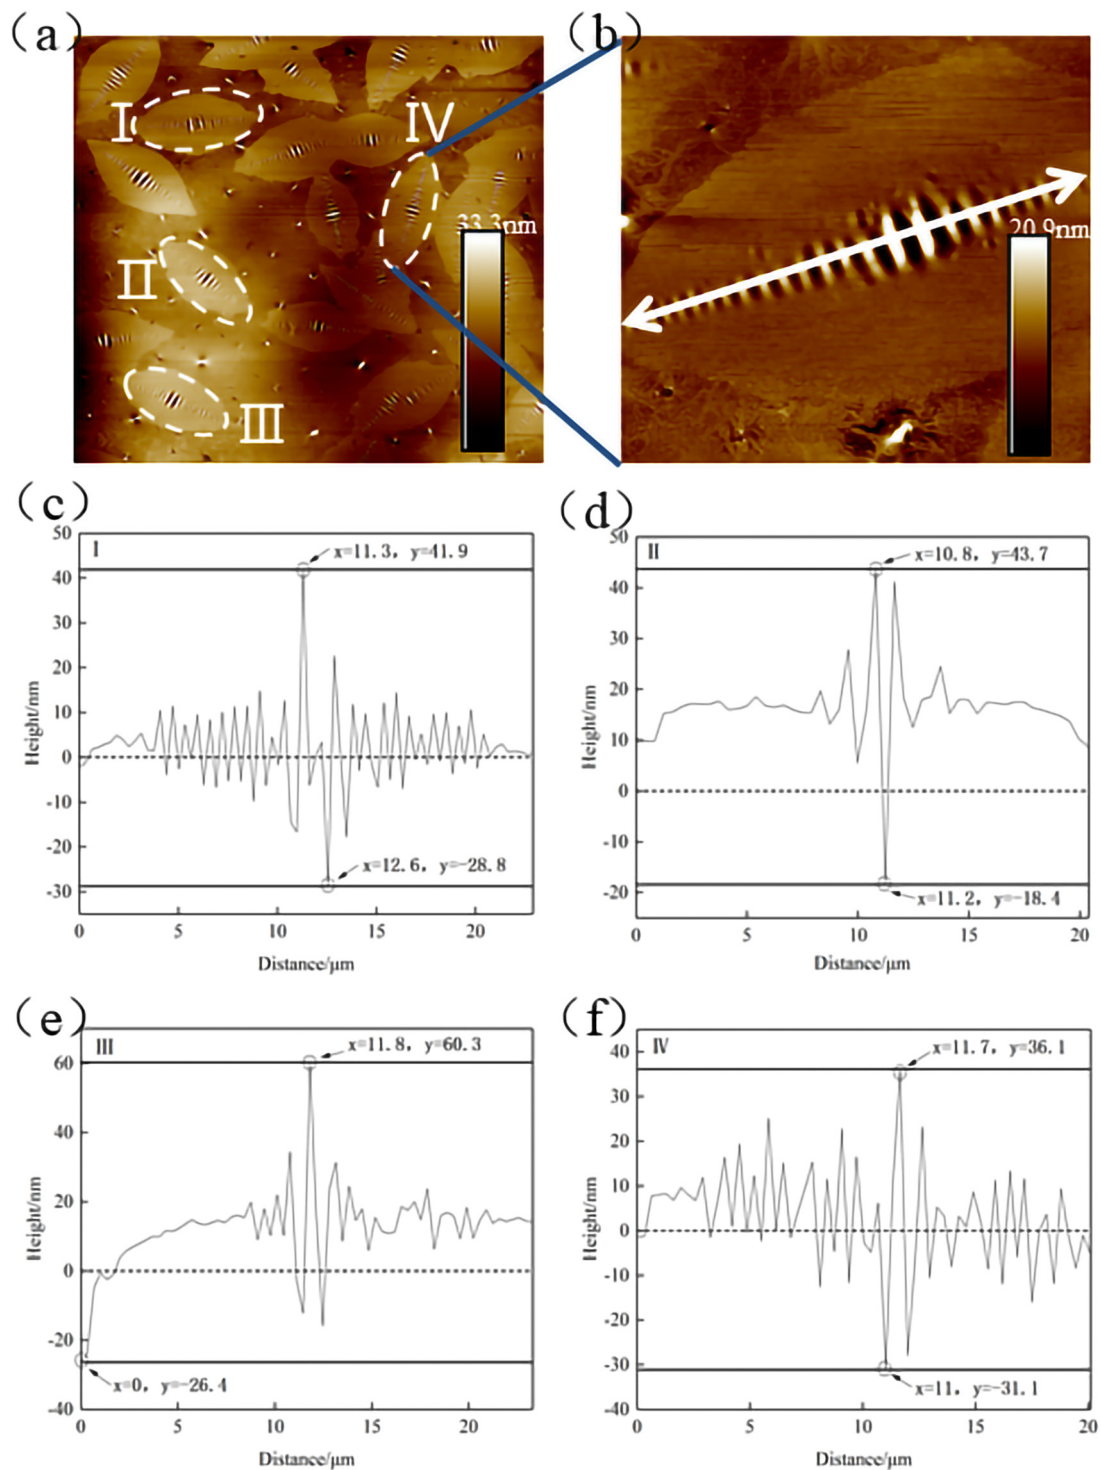 (a)
(b)
I
IV
II
III
33.3nm
20.9nm
(c)
(d)
I
x=11.3, y=41.9
x=12.6, y=-28.8
50
40
30
20
10
0
-10
-20
-30
Height/nm
0 5 10 15 20
Distance/μm
II
x=10.8, y=43.7
x=11.2, y=-18.4
50
40
30
20
10
0
-10
-20
Height/nm
0 5 10 15 20
Distance/μm
(e)
(f)
III
x=11.8, y=60.3
x=0, y=-26.4
60
40
20
0
-20
-40
Height/nm
0 5 10 15 20
Distance/μm
IV
x=11.7, y=36.1
x=11, y=-31.1
40
30
20
10
0
-10
-20
-30
-40
Height/nm
0 5 10 15 20
Distance/μm